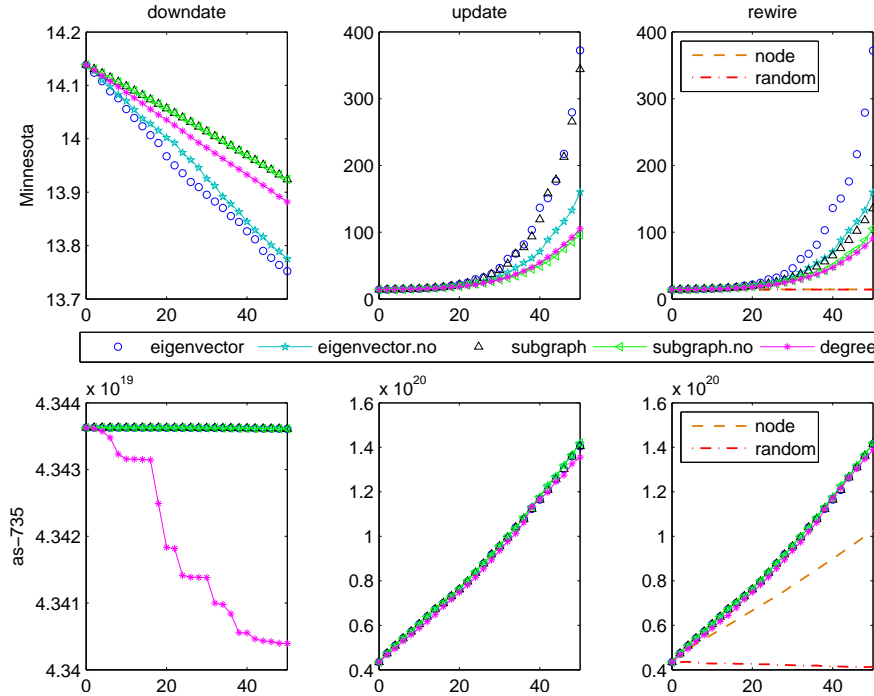 downdate update rewire
14.2
14.1
14
13.9
13.8
13.7
Minnesota
0 20 40
400
300
200
100
0
0 20 40
400
300
200
100
0
0 20 40
node
random
eigenvector eigenvector.no subgraph subgraph.no degree
x 10^19
4.344
4.343
4.342
4.341
4.34
as−735
0 20 40
x 10^20
1.6
1.4
1.2
1
0.8
0.6
0.4
0 20 40
x 10^20
1.6
1.4
1.2
1
0.8
0.6
0.4
0 20 40
node
random